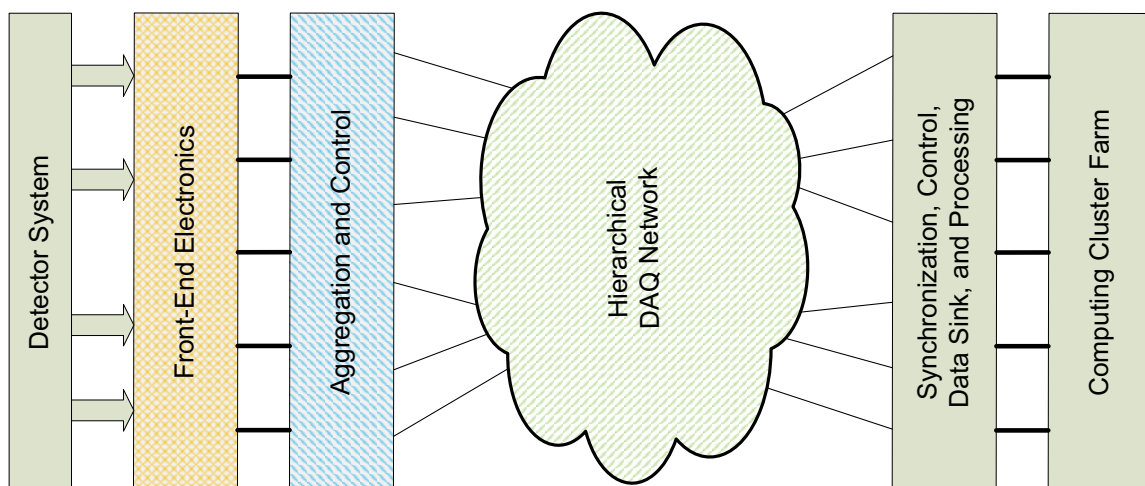 Detector System
Front-End Electronics
Aggregation and Control
Hierarchical
DAQ Network
Synchronization, Control,
Data Sink, and Processing
Computing Cluster Farm